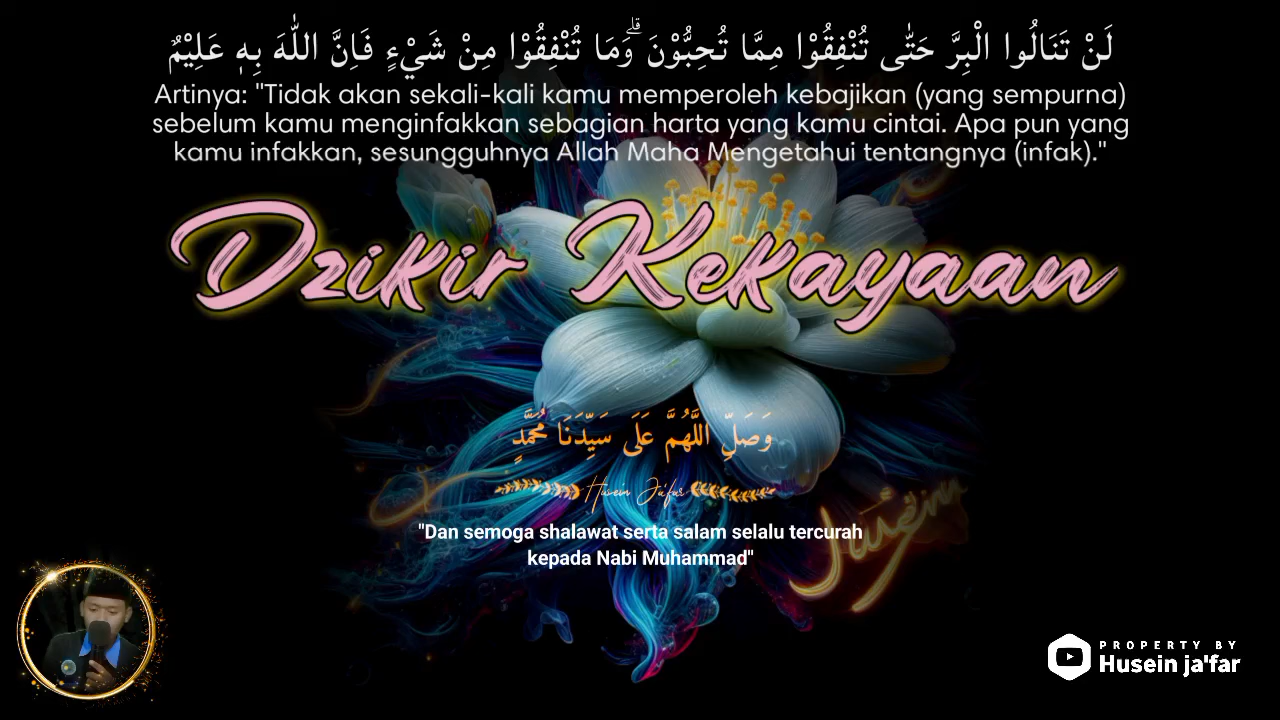 لَنْ تَنَالُوا الْبِرَّ حَتّٰى تُنْفِقُوْا مِمَّا تُحِبُّوْنَ ۗوَمَا تُنْفِقُوْا مِنْ شَيْءٍ فَاِنَّ اللّٰهَ بِهٖ عَلِيْمٌ
Artinya: "Tidak akan sekali-kali kamu memperoleh kebajikan (yang sempurna)
sebelum kamu menginfakkan sebagian harta yang kamu cintai. Apa pun yang
kamu infakkan, sesungguhnya Allah Maha Mengetahui tentangnya (infak)."
Dzikir Kekayaan
وَصَلِّ اللَّهُمَّ عَلَى سَيِّدَنَا مُحَمَّدٍ
Husein Ja'far
"Dan semoga shalawat serta salam selalu tercurah
kepada Nabi Muhammad"
PROPERTY BY
Husein ja'far